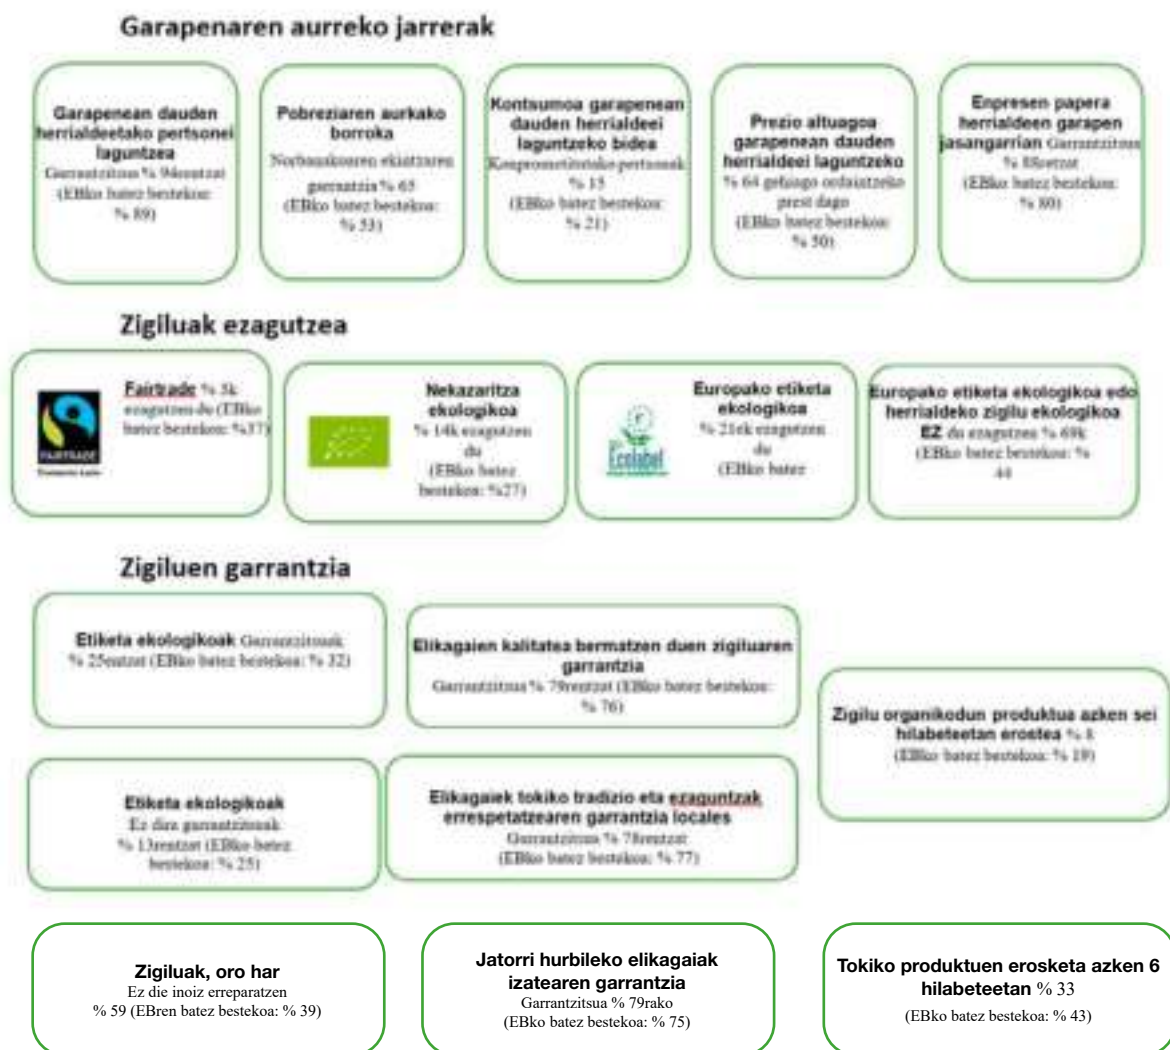 Garapenaren aurreko jarrerak
Garapenean dauden
herrialdeetako pertsonei
laguntzea
Garrantzitsua % 94rentzat
(EBko batez bestekoa:
% 89)
Pobreziaren aurkako
borroka
Norbanakoaren ekintzaren
garrantzia % 65
(EBko batez bestekoa:
% 53)
Kontsumoa garapenean
dauden herrialdeei
laguntzeko bidea
Konprometitutako pertsonak
% 15
(EBko batez bestekoa:
% 21)
Prezio altuagoa
garapenean dauden
herrialdeei laguntzeko
% 64 gehiago ordaintzeko
prest dago
(EBko batez bestekoa:
% 50)
Enpresen papera
herrialdeen garapen
jasangarrian Garrantzitsua
% 88
(EBko batez bestekoa:
% 80)
Zigiluak ezagutzea
FAIRTRADE
Fairtrade % 3k
ezagutzen du (EBko
batez bestekoa: %37)
Nekazaritza
ekologikoa
% 14k ezagutzen
du
(EBko batez
bestekoa: %27)
Ecolabel
Europako etiketa
ekologikoa
% 21ek ezagutzen
du
(EBko batez
Europako etiketa ekologikoa edo
herrialdeko zigilu ekologikoa
EZ du ezagutzen % 69k
(EBko batez bestekoa: %
44
Zigiluen garrantzia
Etiketa ekologikoak Garrantzitsuak
% 25entzat (EBko batez bestekoa: % 32)
Elikagaien kalitatea bermatzen duen zigiluaren
garrantzia
Garrantzitsua % 79rentzat (EBko batez bestekoa:
% 76)
Zigilu organikodun produktua azken sei
hilabeteetan erostea % 8
(EBko batez bestekoa: % 19)
Etiketa ekologikoak
Ez dira garrantzitsuak
% 13rentzat (EBko batez
bestekoa: % 25)
Elikagaiek tokiko tradizio eta ezaguntzak
errespetatzearen garrantzia locales
Garrantzitsua % 78rentzat
(EBko batez bestekoa: % 77)
Zigiluak, oro har
Ez die inoiz erreparatzen
% 59 (EBren batez bestekoa: % 39)
Jatorri hurbileko elikagaiak
izatearen garrantzia
Garrantzitsua % 79rako
(EBko batez bestekoa: % 75)
Tokiko produktuen erosketa azken 6
hilabeteetan % 33
(EBko batez bestekoa: % 43)